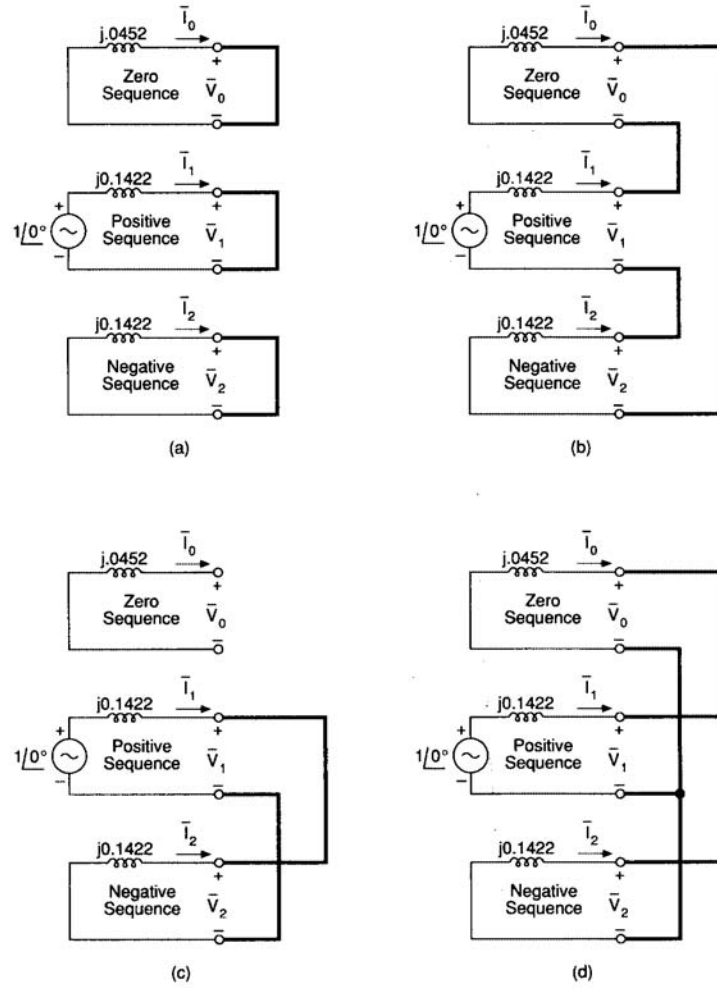 j.0452 Ī₀
+
Zero Sequence V̄₀
−
j0.1422 Ī₁
+ +
1/0° Positive Sequence V̄₁
− −
j0.1422 Ī₂
+
Negative Sequence V̄₂
−
(a)
j.0452 Ī₀
+
Zero Sequence V̄₀
−
j0.1422 Ī₁
+ +
1/0° Positive Sequence V̄₁
− −
j0.1422 Ī₂
+
Negative Sequence V̄₂
−
(b)
j.0452 Ī₀
+
Zero Sequence V̄₀
−
j0.1422 Ī₁
+ +
1/0° Positive Sequence V̄₁
− −
j0.1422 Ī₂
+
Negative Sequence V̄₂
−
(c)
j.0452 Ī₀
+
Zero Sequence V̄₀
−
j0.1422 Ī₁
+ +
1/0° Positive Sequence V̄₁
− −
j0.1422 Ī₂
+
Negative Sequence V̄₂
−
(d)